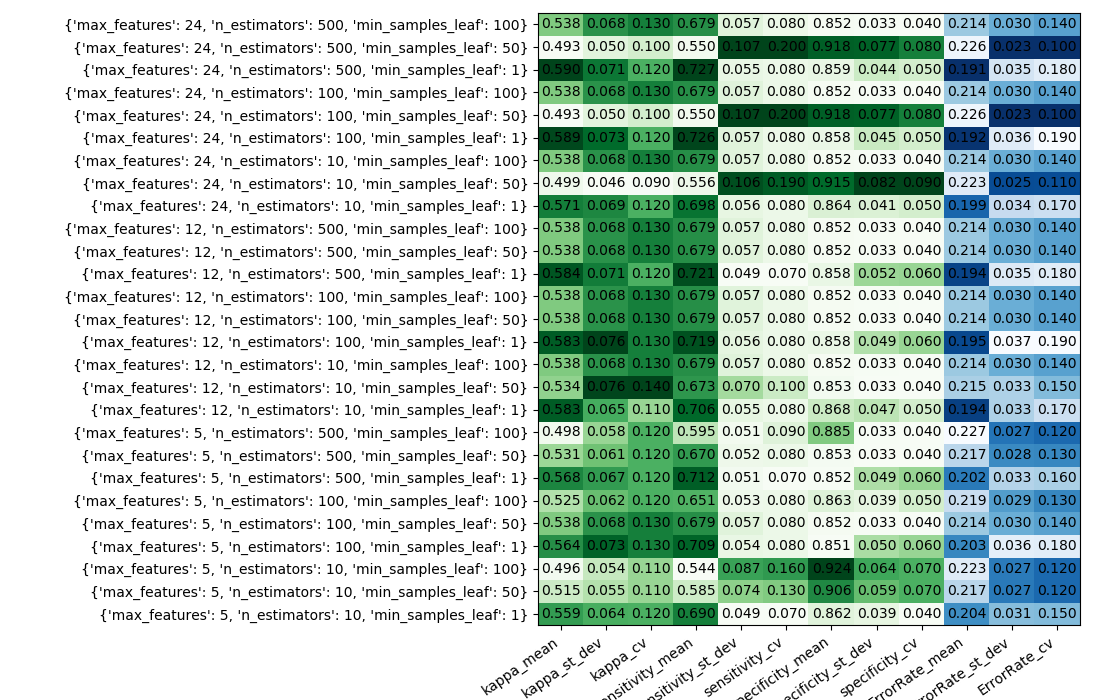 {'max_features': 24, 'n_estimators': 500, 'min_samples_leaf': 100} 0.538 0.068 0.130 0.679 0.057 0.080 0.852 0.033 0.040 0.214 0.030 0.140
{'max_features': 24, 'n_estimators': 500, 'min_samples_leaf': 50} 0.493 0.050 0.100 0.550 0.107 0.200 0.918 0.077 0.080 0.226 0.023 0.100
{'max_features': 24, 'n_estimators': 500, 'min_samples_leaf': 1} 0.590 0.071 0.120 0.727 0.055 0.080 0.859 0.044 0.050 0.191 0.035 0.180
{'max_features': 24, 'n_estimators': 100, 'min_samples_leaf': 100} 0.538 0.068 0.130 0.679 0.057 0.080 0.852 0.033 0.040 0.214 0.030 0.140
{'max_features': 24, 'n_estimators': 100, 'min_samples_leaf': 50} 0.493 0.050 0.100 0.550 0.107 0.200 0.918 0.077 0.080 0.226 0.023 0.100
{'max_features': 24, 'n_estimators': 100, 'min_samples_leaf': 1} 0.589 0.073 0.120 0.726 0.057 0.080 0.858 0.045 0.050 0.192 0.036 0.190
{'max_features': 24, 'n_estimators': 10, 'min_samples_leaf': 100} 0.538 0.068 0.130 0.679 0.057 0.080 0.852 0.033 0.040 0.214 0.030 0.140
{'max_features': 24, 'n_estimators': 10, 'min_samples_leaf': 50} 0.499 0.046 0.090 0.556 0.106 0.190 0.915 0.082 0.090 0.223 0.025 0.110
{'max_features': 24, 'n_estimators': 10, 'min_samples_leaf': 1} 0.571 0.069 0.120 0.698 0.056 0.080 0.864 0.041 0.050 0.199 0.034 0.170
{'max_features': 12, 'n_estimators': 500, 'min_samples_leaf': 100} 0.538 0.068 0.130 0.679 0.057 0.080 0.852 0.033 0.040 0.214 0.030 0.140
{'max_features': 12, 'n_estimators': 500, 'min_samples_leaf': 50} 0.538 0.068 0.130 0.679 0.057 0.080 0.852 0.033 0.040 0.214 0.030 0.140
{'max_features': 12, 'n_estimators': 500, 'min_samples_leaf': 1} 0.584 0.071 0.120 0.721 0.049 0.070 0.858 0.052 0.060 0.194 0.035 0.180
{'max_features': 12, 'n_estimators': 100, 'min_samples_leaf': 100} 0.538 0.068 0.130 0.679 0.057 0.080 0.852 0.033 0.040 0.214 0.030 0.140
{'max_features': 12, 'n_estimators': 100, 'min_samples_leaf': 50} 0.538 0.068 0.130 0.679 0.057 0.080 0.852 0.033 0.040 0.214 0.030 0.140
{'max_features': 12, 'n_estimators': 100, 'min_samples_leaf': 1} 0.583 0.076 0.130 0.719 0.056 0.080 0.858 0.049 0.060 0.195 0.037 0.190
{'max_features': 12, 'n_estimators': 10, 'min_samples_leaf': 100} 0.538 0.068 0.130 0.679 0.057 0.080 0.852 0.033 0.040 0.214 0.030 0.140
{'max_features': 12, 'n_estimators': 10, 'min_samples_leaf': 50} 0.534 0.076 0.140 0.673 0.070 0.100 0.853 0.033 0.040 0.215 0.033 0.150
{'max_features': 12, 'n_estimators': 10, 'min_samples_leaf': 1} 0.583 0.065 0.110 0.706 0.055 0.080 0.868 0.047 0.050 0.194 0.033 0.170
{'max_features': 5, 'n_estimators': 500, 'min_samples_leaf': 100} 0.498 0.058 0.120 0.595 0.051 0.090 0.885 0.033 0.040 0.227 0.027 0.120
{'max_features': 5, 'n_estimators': 500, 'min_samples_leaf': 50} 0.531 0.061 0.120 0.670 0.052 0.080 0.853 0.033 0.040 0.217 0.028 0.130
{'max_features': 5, 'n_estimators': 500, 'min_samples_leaf': 1} 0.568 0.067 0.120 0.712 0.051 0.070 0.852 0.049 0.060 0.202 0.033 0.160
{'max_features': 5, 'n_estimators': 100, 'min_samples_leaf': 100} 0.525 0.062 0.120 0.651 0.053 0.080 0.863 0.039 0.050 0.219 0.029 0.130
{'max_features': 5, 'n_estimators': 100, 'min_samples_leaf': 50} 0.538 0.068 0.130 0.679 0.057 0.080 0.852 0.033 0.040 0.214 0.030 0.140
{'max_features': 5, 'n_estimators': 100, 'min_samples_leaf': 1} 0.564 0.073 0.130 0.709 0.054 0.080 0.851 0.050 0.060 0.203 0.036 0.180
{'max_features': 5, 'n_estimators': 10, 'min_samples_leaf': 100} 0.496 0.054 0.110 0.544 0.087 0.160 0.924 0.064 0.070 0.223 0.027 0.120
{'max_features': 5, 'n_estimators': 10, 'min_samples_leaf': 50} 0.515 0.055 0.110 0.585 0.074 0.130 0.906 0.059 0.070 0.217 0.027 0.120
{'max_features': 5, 'n_estimators': 10, 'min_samples_leaf': 1} 0.559 0.064 0.120 0.690 0.049 0.070 0.862 0.039 0.040 0.204 0.031 0.150
kappa_mean kappa_st_dev kappa_cv ensitivity_mean nsitivity_st_dev sensitivity_cv pecificity_mean ecificity_st_dev specificity_cv ErrorRate_mean rrorRate_st_dev ErrorRate_cv